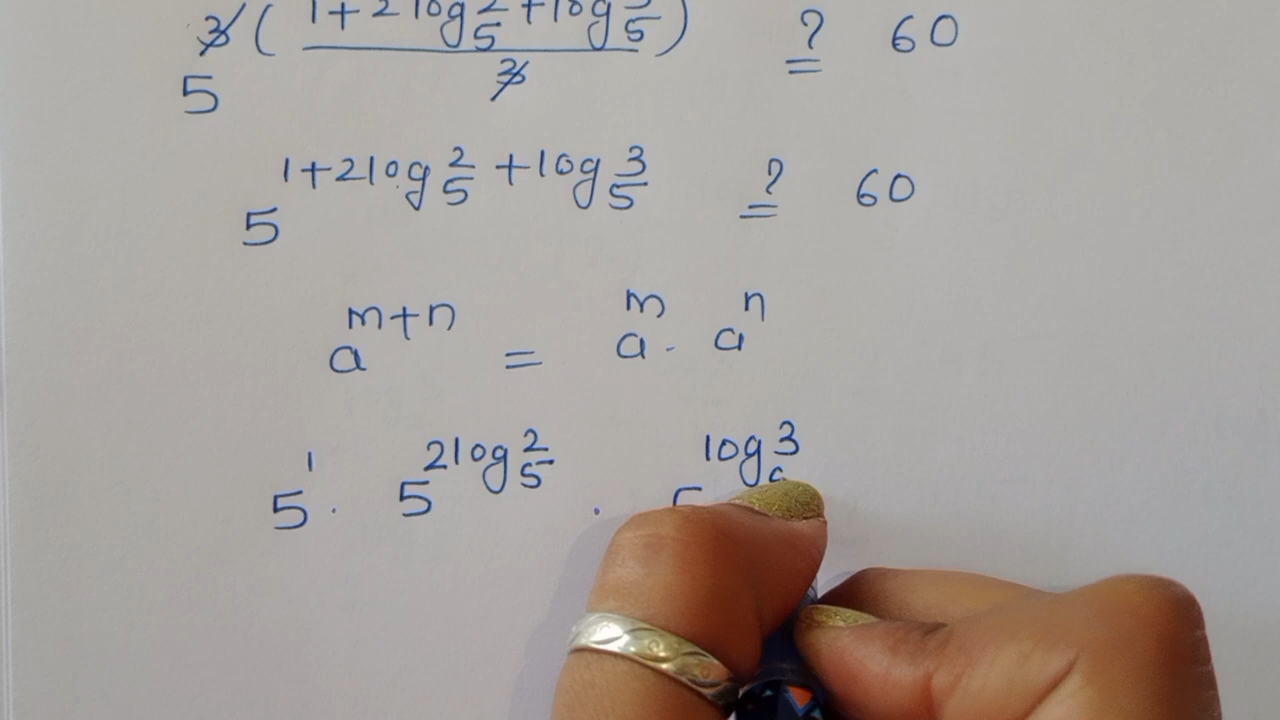 3( (1+2log₅2+log₅3)/3 ) ≟ 60
5
5^(1+2log₅2+log₅3) ≟ 60
a^(m+n) = a^m · a^n
5^1 · 5^(2log₅2) · 5^(log₅3)